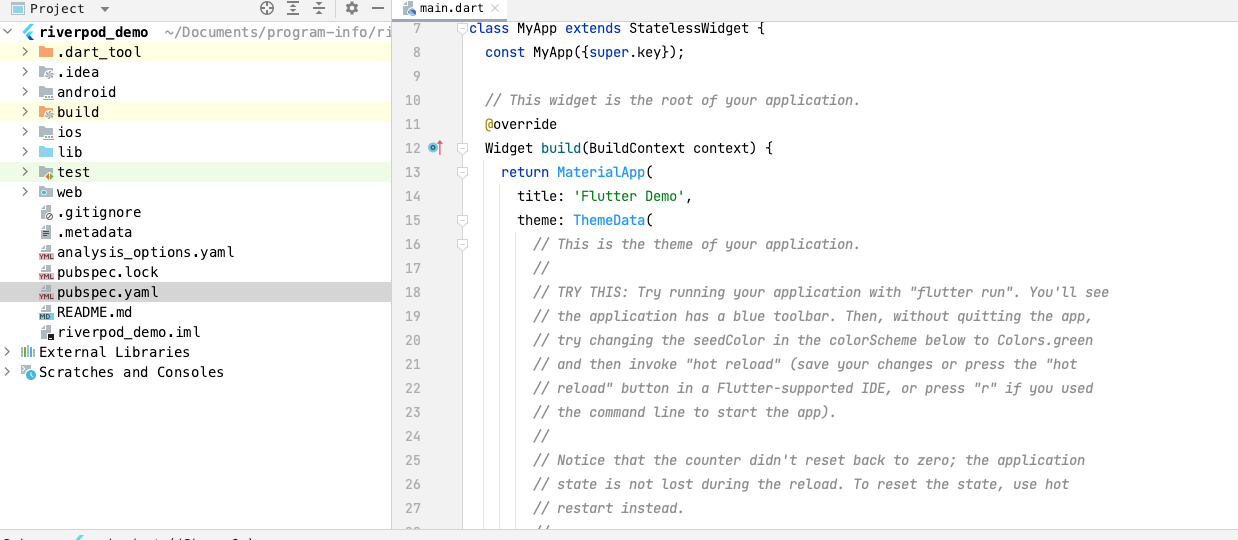 Project
riverpod_demo ~/Documents/program-info/ri
.dart_tool
.idea
android
build
ios
lib
test
web
.gitignore
.metadata
analysis_options.yaml
pubspec.lock
pubspec.yaml
README.md
riverpod_demo.iml
External Libraries
Scratches and Consoles
main.dart
7 class MyApp extends StatelessWidget {
8 const MyApp({super.key});
9
10 // This widget is the root of your application.
11 @override
12 Widget build(BuildContext context) {
13 return MaterialApp(
14 title: 'Flutter Demo',
15 theme: ThemeData(
16 // This is the theme of your application.
17 //
18 // TRY THIS: Try running your application with "flutter run". You'll see
19 // the application has a blue toolbar. Then, without quitting the app,
20 // try changing the seedColor in the colorScheme below to Colors.green
21 // and then invoke "hot reload" (save your changes or press the "hot
22 // reload" button in a Flutter-supported IDE, or press "r" if you used
23 // the command line to start the app).
24 //
25 // Notice that the counter didn't reset back to zero; the application
26 // state is not lost during the reload. To reset the state, use hot
27 // restart instead.